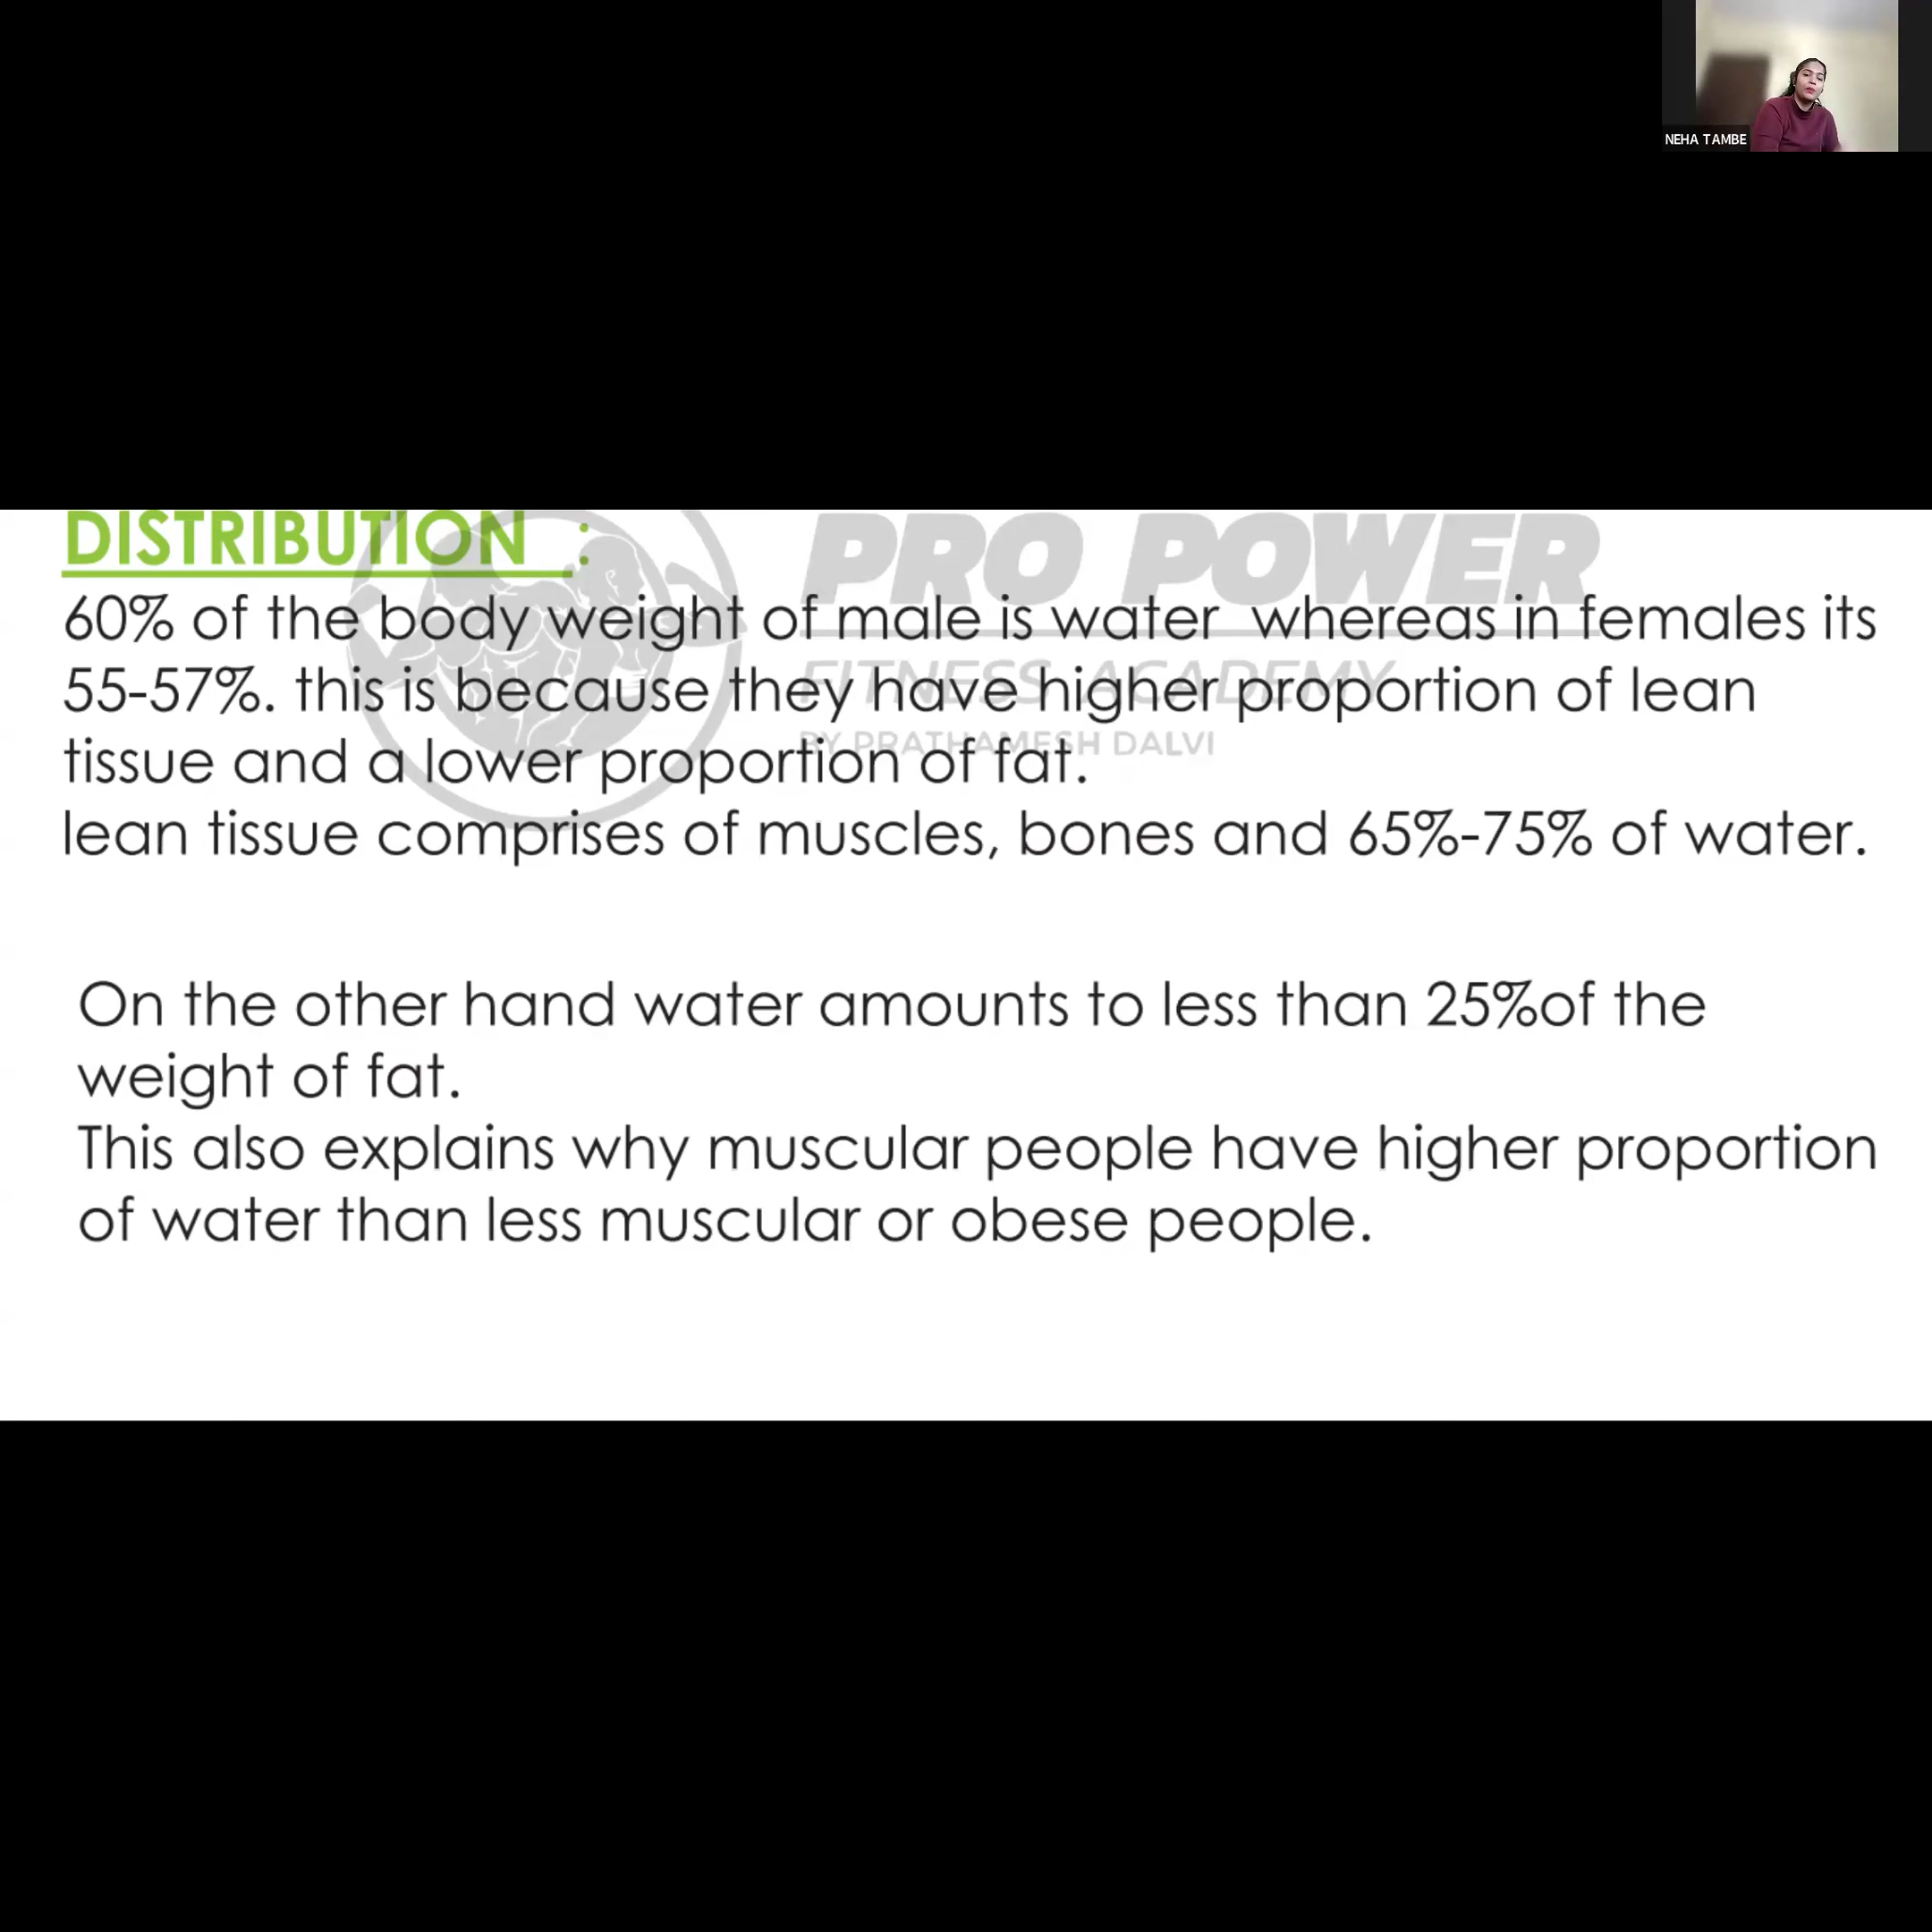 NEHA TAMBE
DISTRIBUTION :
PRO POWER
60% of the body weight of male is water whereas in females its
FITNESS ACADEMY
55-57%. this is because they have higher proportion of lean
BY PRATHAMESH DALVI
tissue and a lower proportion of fat.
lean tissue comprises of muscles, bones and 65%-75% of water.
On the other hand water amounts to less than 25%of the
weight of fat.
This also explains why muscular people have higher proportion
of water than less muscular or obese people.